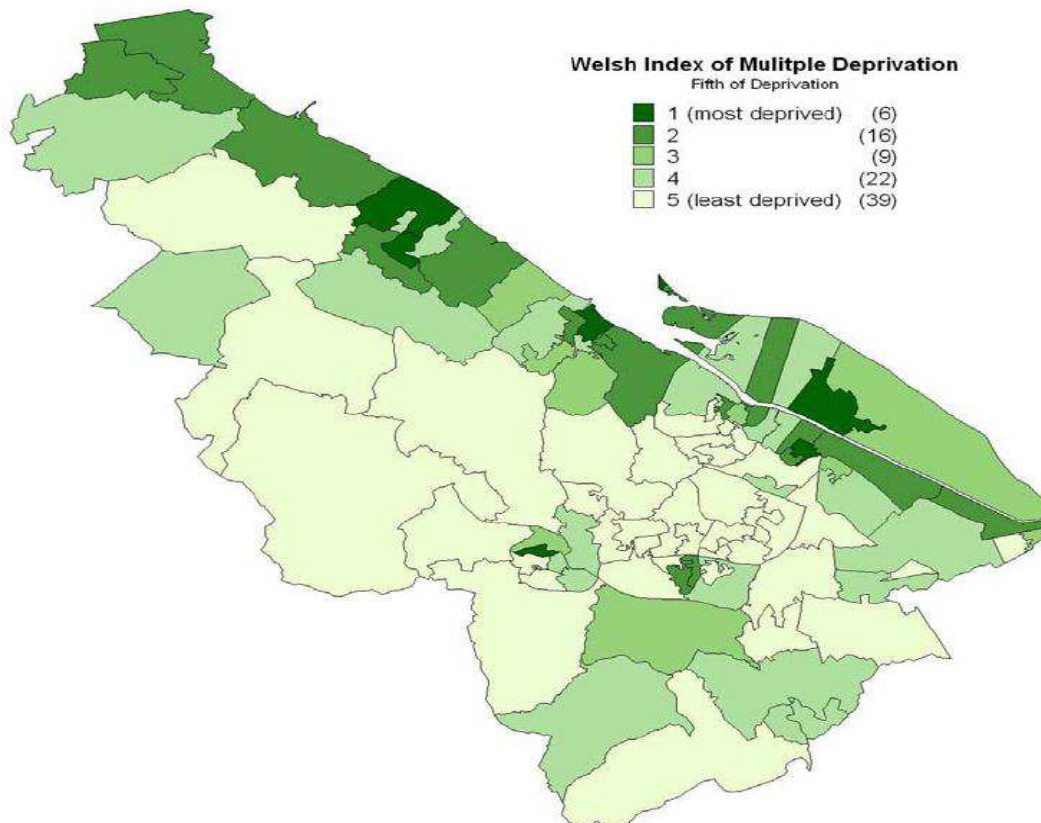 Welsh Index of Mulitple Deprivation
Fifth of Deprivation
1 (most deprived) (6)
2 (16)
3 (9)
4 (22)
5 (least deprived) (39)